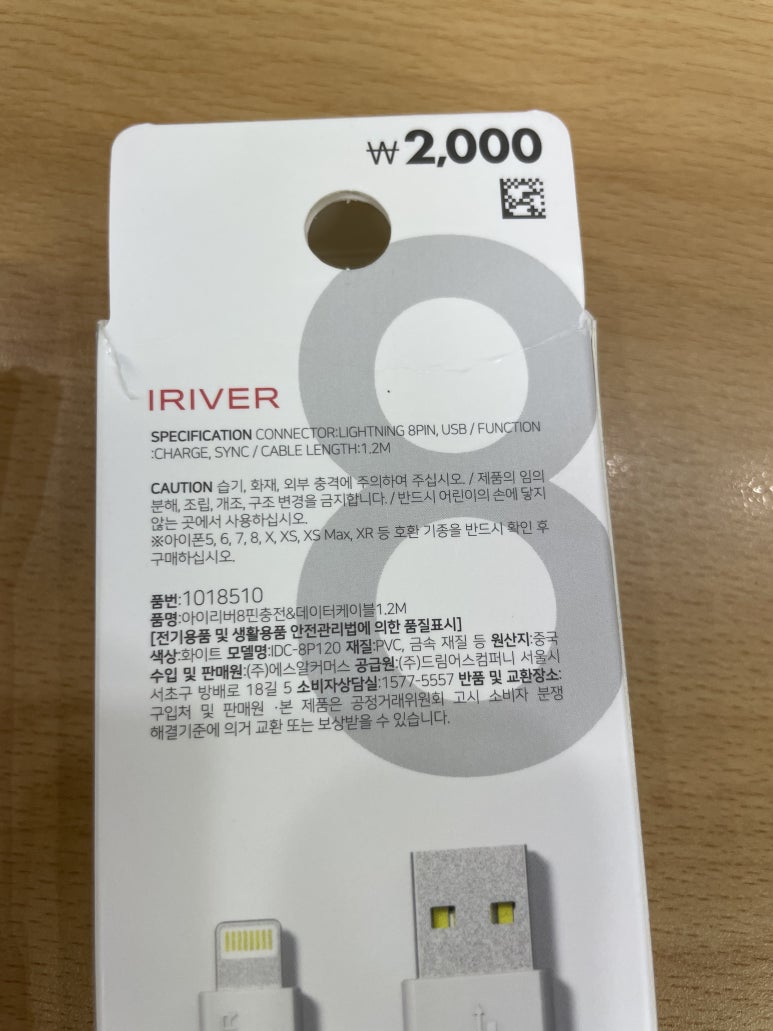 ₩2,000
8
IRIVER
SPECIFICATION CONNECTOR:LIGHTNING 8PIN, USB / FUNCTION
:CHARGE, SYNC / CABLE LENGTH:1.2M
CAUTION 습기, 화재, 외부 충격에 주의하여 주십시오. / 제품의 임의
분해, 조립, 개조, 구조 변경을 금지합니다. / 반드시 어린이의 손에 닿지
않는 곳에서 사용하십시오.
※아이폰5, 6, 7, 8, X, XS, XS Max, XR 등 호환 기종을 반드시 확인 후
구매하십시오.
품번:1018510
품명:아이리버8핀충전&데이터케이블1.2M
[전기용품 및 생활용품 안전관리법에 의한 품질표시]
색상:화이트 모델명:IDC-8P120 재질:PVC, 금속 재질 등 원산지:중국
수입 및 판매원:(주)에스알커머스 공급원:(주)드림어스컴퍼니 서울시
서초구 방배로 18길 5 소비자상담실:1577-5557 반품 및 교환장소:
구입처 및 판매원 ·본 제품은 공정거래위원회 고시 소비자 분쟁
해결기준에 의거 교환 또는 보상받을 수 있습니다.